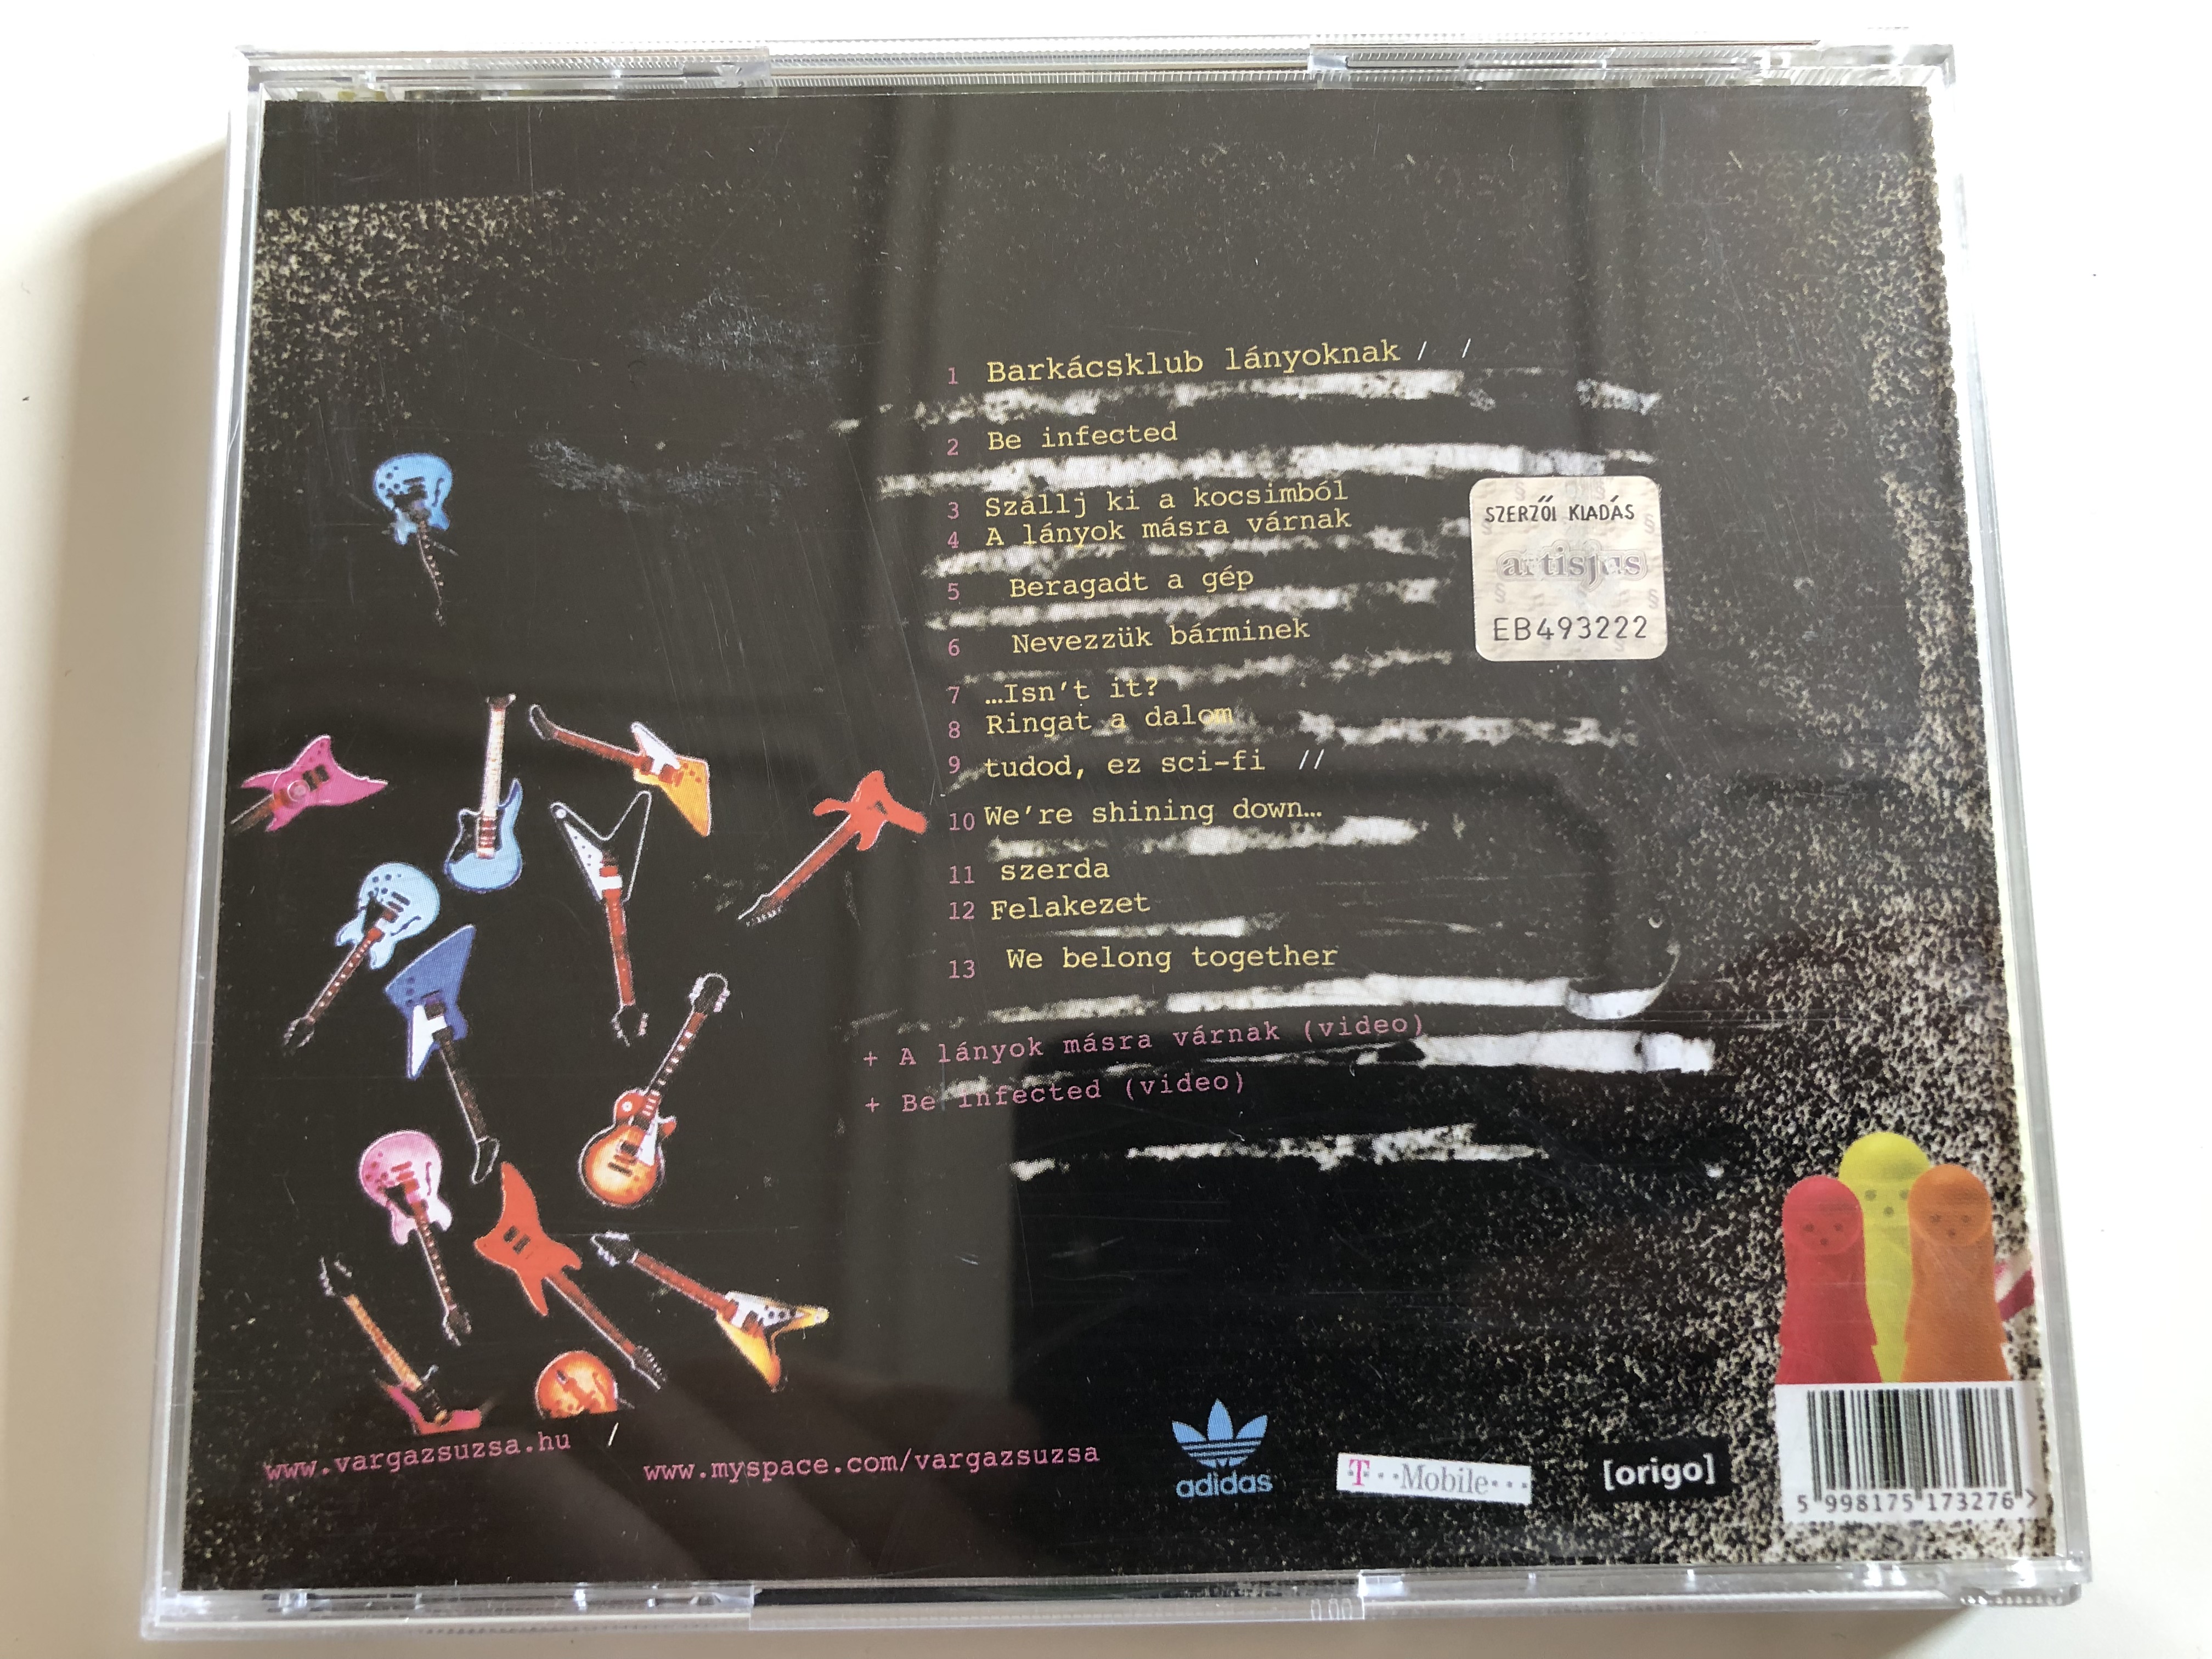 1 Barkácsklub lányoknak / /
2 Be infected
3 Szállj ki a kocsimból
4 A lányok másra várnak
5 Beragadt a gép
6 Nevezzük bárminek
7 …Isn't it?
8 Ringat a dalom
9 tudod, ez sci-fi //
10 We're shining down…
11 szerda
12 Felakezet
13 We belong together
+ A lányok másra várnak (video)
+ Be infected (video)
SZERZŐI KIADÁS
artisjus
EB493222
www.vargazsuzsa.hu /
www.myspace.com/vargazsuzsa
adidas
T··Mobile···
[origo]
5 998175 173276 >